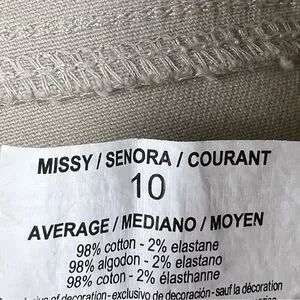 MISSY / SENORA / COURANT
10
AVERAGE / MEDIANO / MOYEN
98% cotton - 2% elastane
98% algodon - 2% elastano
98% coton - 2% élasthanne
of decoration - exclusivo de decoración - sauf la décoration